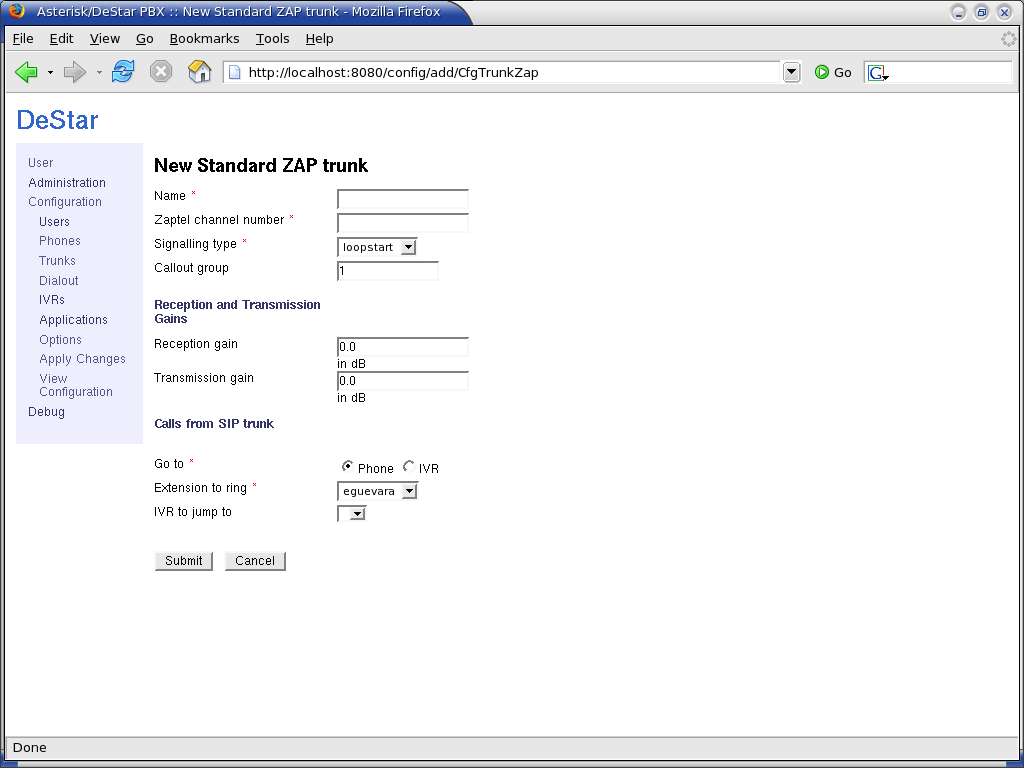 Asterisk/DeStar PBX :: New Standard ZAP trunk - Mozilla Firefox
File Edit View Go Bookmarks Tools Help
http://localhost:8080/config/add/CfgTrunkZap Go G
DeStar
User
Administration
Configuration
Users
Phones
Trunks
Dialout
IVRs
Applications
Options
Apply Changes
View
Configuration
Debug
New Standard ZAP trunk
Name *
Zaptel channel number *
Signalling type * loopstart
Callout group 1
Reception and Transmission
Gains
Reception gain 0.0
in dB
Transmission gain 0.0
in dB
Calls from SIP trunk
Go to * Phone IVR
Extension to ring * eguevara
IVR to jump to
Submit Cancel
Done